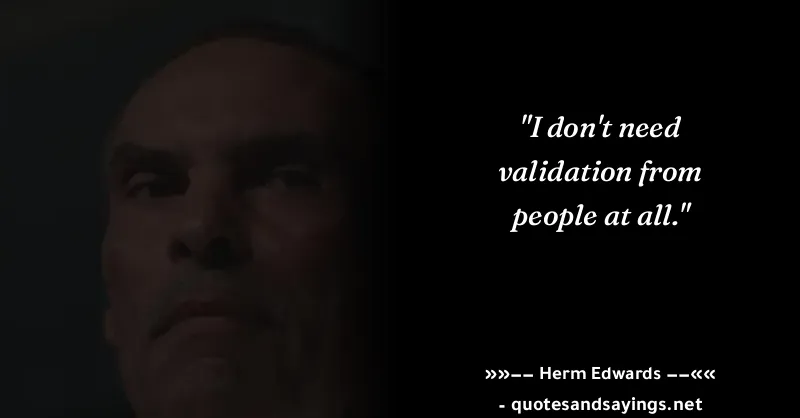 "I don't need
validation from
people at all."
»»–– Herm Edwards ––««
- quotesandsayings.net